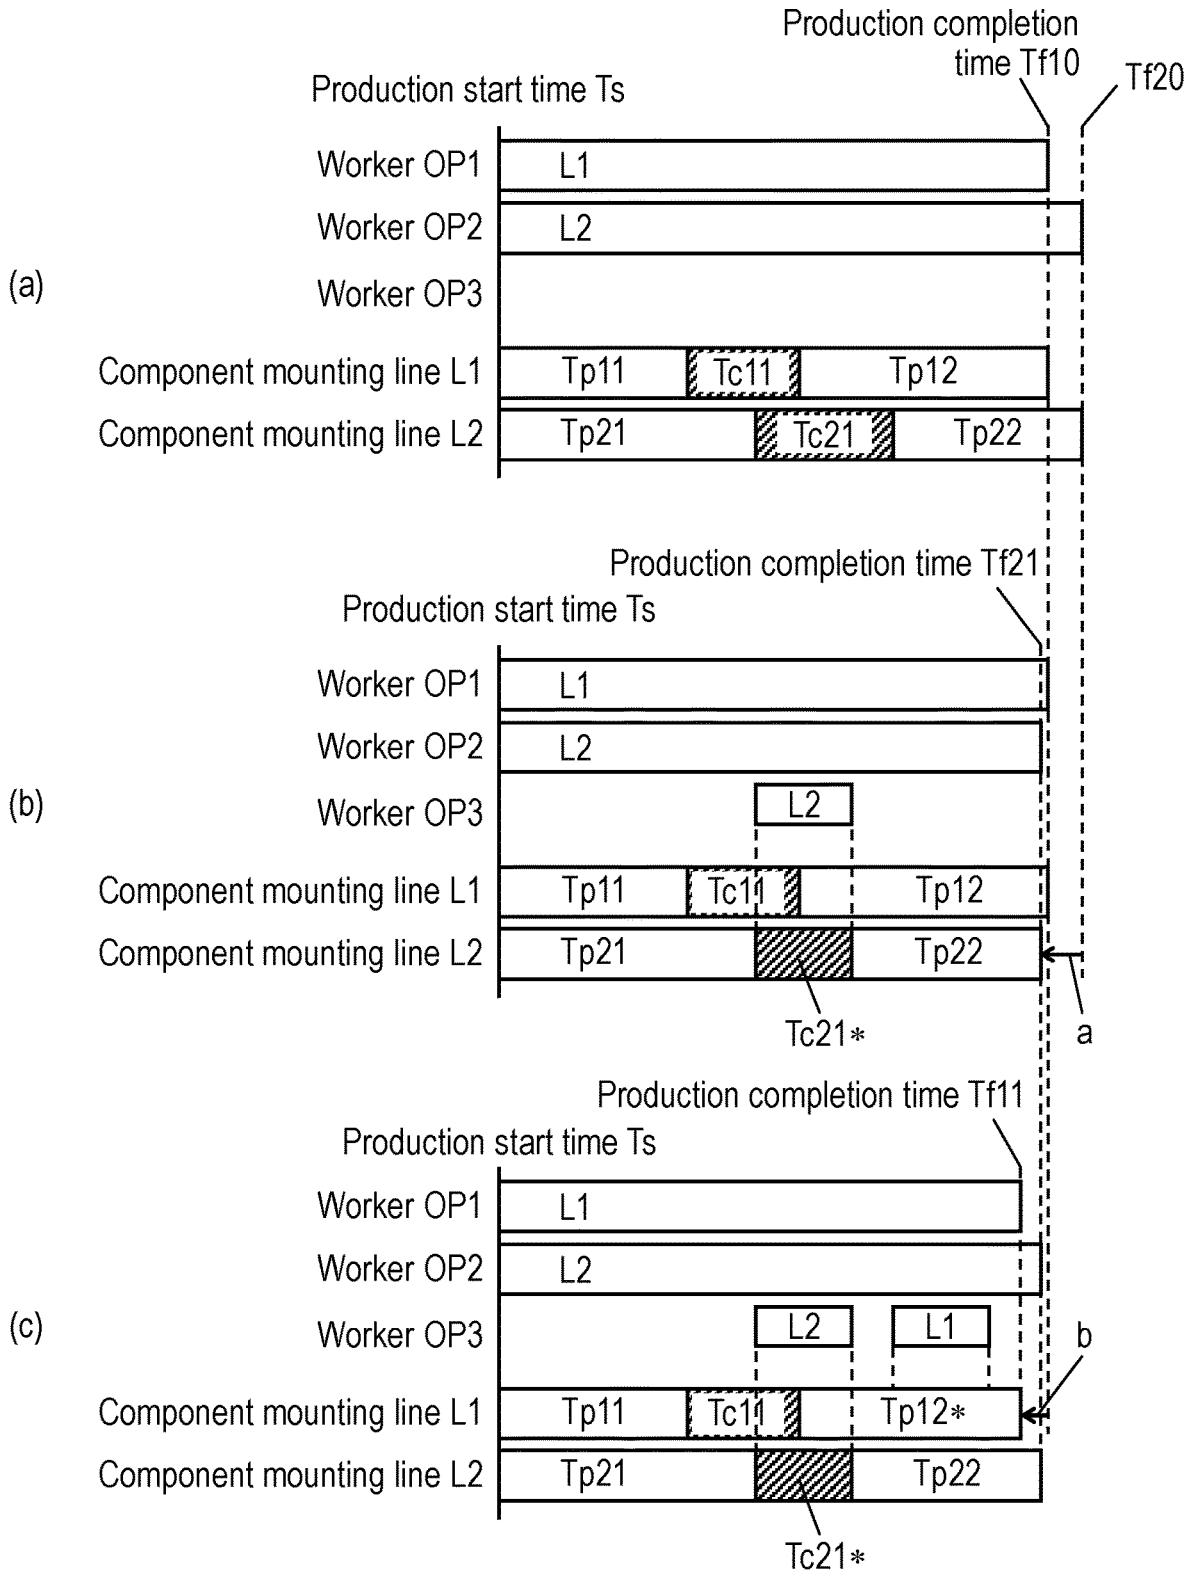 Production completion
time Tf10
Tf20
Production start time Ts
Worker OP1
L1
Worker OP2
L2
(a)
Worker OP3
Component mounting line L1
Tp11
Tc11
Tp12
Component mounting line L2
Tp21
Tc21
Tp22
Production completion time Tf21
Production start time Ts
Worker OP1
L1
Worker OP2
L2
(b)
Worker OP3
L2
Component mounting line L1
Tp11
Tc11
Tp12
Component mounting line L2
Tp21
Tp22
Tc21*
a
Production completion time Tf11
Production start time Ts
Worker OP1
L1
Worker OP2
L2
(c)
Worker OP3
L2
L1
b
Component mounting line L1
Tp11
Tc11
Tp12*
Component mounting line L2
Tp21
Tp22
Tc21*